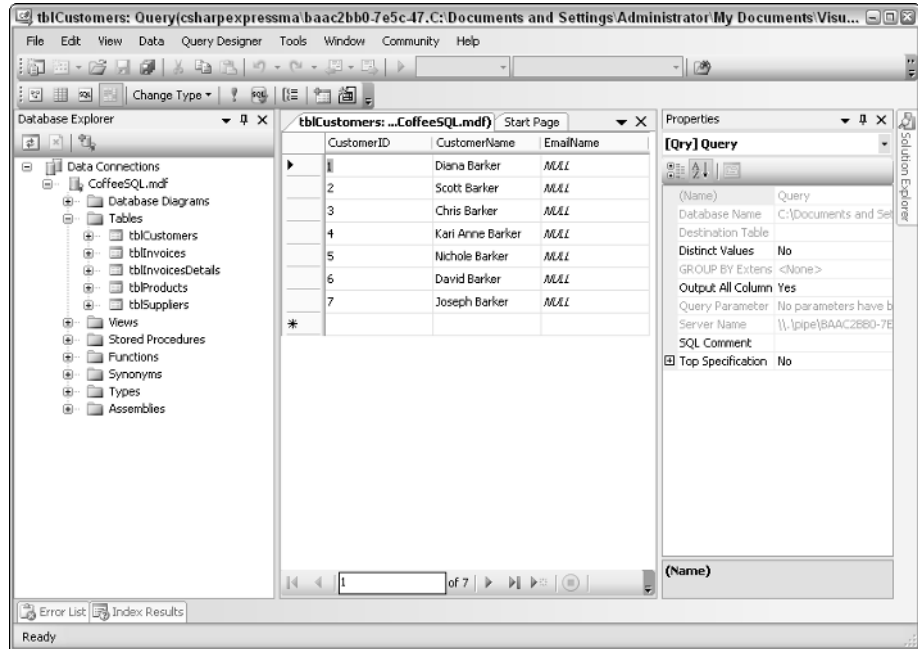 tblCustomers: Query(csharpexpressma\baac2bb0-7e5c-47.C:\Documents and Settings\Administrator\My Documents\Visu...
File Edit View Data Query Designer Tools Window Community Help
Change Type
Database Explorer
Data Connections
CoffeeSQL.mdf
Database Diagrams
Tables
tblCustomers
tblInvoices
tblInvoicesDetails
tblProducts
tblSuppliers
Views
Stored Procedures
Functions
Synonyms
Types
Assemblies
tblCustomers: ...CoffeeSQL.mdf) Start Page
CustomerID CustomerName EmailName
1 Diana Barker NULL
2 Scott Barker NULL
3 Chris Barker NULL
4 Kari Anne Barker NULL
5 Nichole Barker NULL
6 David Barker NULL
7 Joseph Barker NULL
1 of 7
Properties
[Qry] Query
(Name) Query
Database Name C:\Documents and Set
Destination Table
Distinct Values No
GROUP BY Extens <None>
Output All Column Yes
Query Parameter No parameters have b
Server Name \\.\pipe\BAAC2BB0-7E
SQL Comment
Top Specification No
(Name)
Solution Explorer
Error List Index Results
Ready